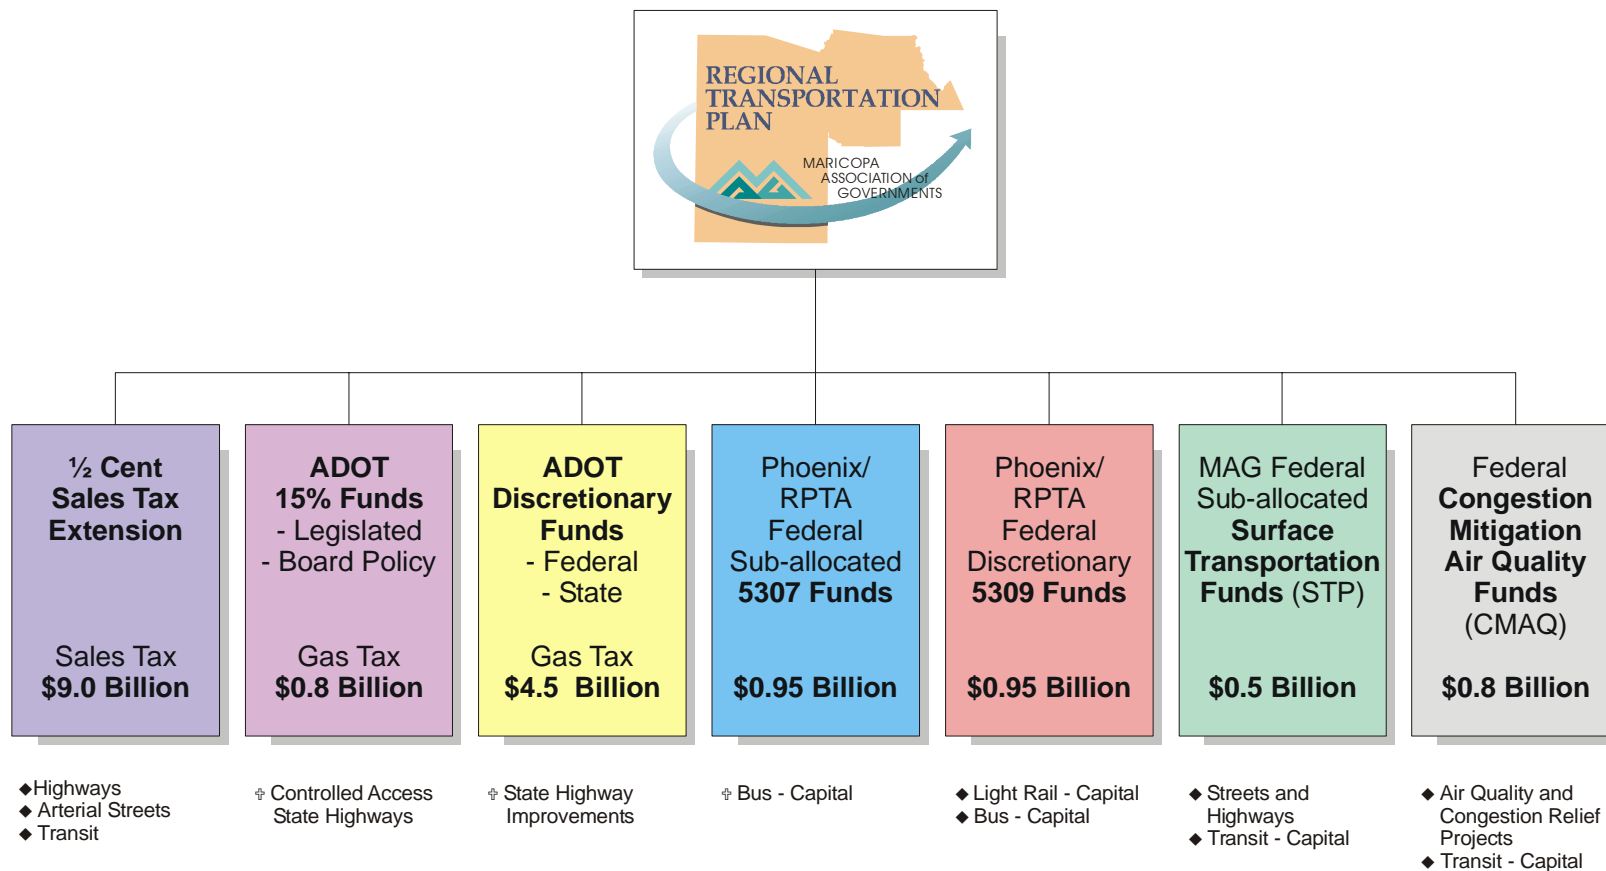 REGIONAL
TRANSPORTATION
PLAN
MARICOPA
ASSOCIATION of
GOVERNMENTS
½ Cent
Sales Tax
Extension
Sales Tax
$9.0 Billion
ADOT
15% Funds
- Legislated
- Board Policy
Gas Tax
$0.8 Billion
ADOT
Discretionary
Funds
- Federal
- State
Gas Tax
$4.5 Billion
Phoenix/
RPTA
Federal
Sub-allocated
5307 Funds
$0.95 Billion
Phoenix/
RPTA
Federal
Discretionary
5309 Funds
$0.95 Billion
MAG Federal
Sub-allocated
Surface
Transportation
Funds (STP)
$0.5 Billion
Federal
Congestion
Mitigation
Air Quality
Funds
(CMAQ)
$0.8 Billion
◆Highways
◆ Arterial Streets
◆ Transit
✞ Controlled Access
State Highways
✞ State Highway
Improvements
✞ Bus - Capital
◆ Light Rail - Capital
◆ Bus - Capital
◆ Streets and
Highways
◆ Transit - Capital
◆ Air Quality and
Congestion Relief
Projects
◆ Transit - Capital